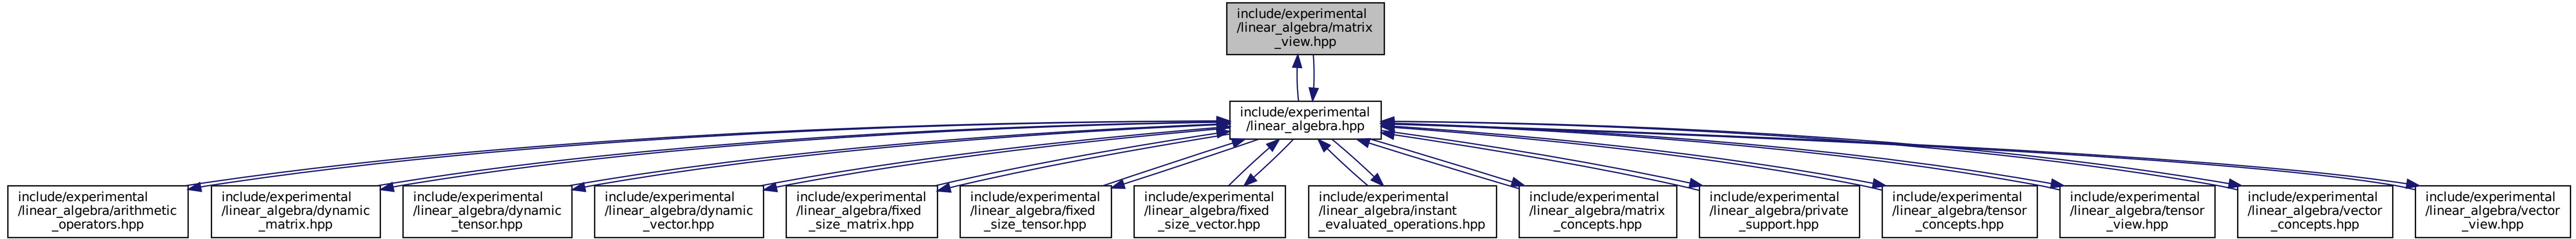 include/experimental
/linear_algebra/matrix
_view.hpp
include/experimental
/linear_algebra.hpp
include/experimental
/linear_algebra/arithmetic
_operators.hpp
include/experimental
/linear_algebra/dynamic
_matrix.hpp
include/experimental
/linear_algebra/dynamic
_tensor.hpp
include/experimental
/linear_algebra/dynamic
_vector.hpp
include/experimental
/linear_algebra/fixed
_size_matrix.hpp
include/experimental
/linear_algebra/fixed
_size_tensor.hpp
include/experimental
/linear_algebra/fixed
_size_vector.hpp
include/experimental
/linear_algebra/instant
_evaluated_operations.hpp
include/experimental
/linear_algebra/matrix
_concepts.hpp
include/experimental
/linear_algebra/private
_support.hpp
include/experimental
/linear_algebra/tensor
_concepts.hpp
include/experimental
/linear_algebra/tensor
_view.hpp
include/experimental
/linear_algebra/vector
_concepts.hpp
include/experimental
/linear_algebra/vector
_view.hpp